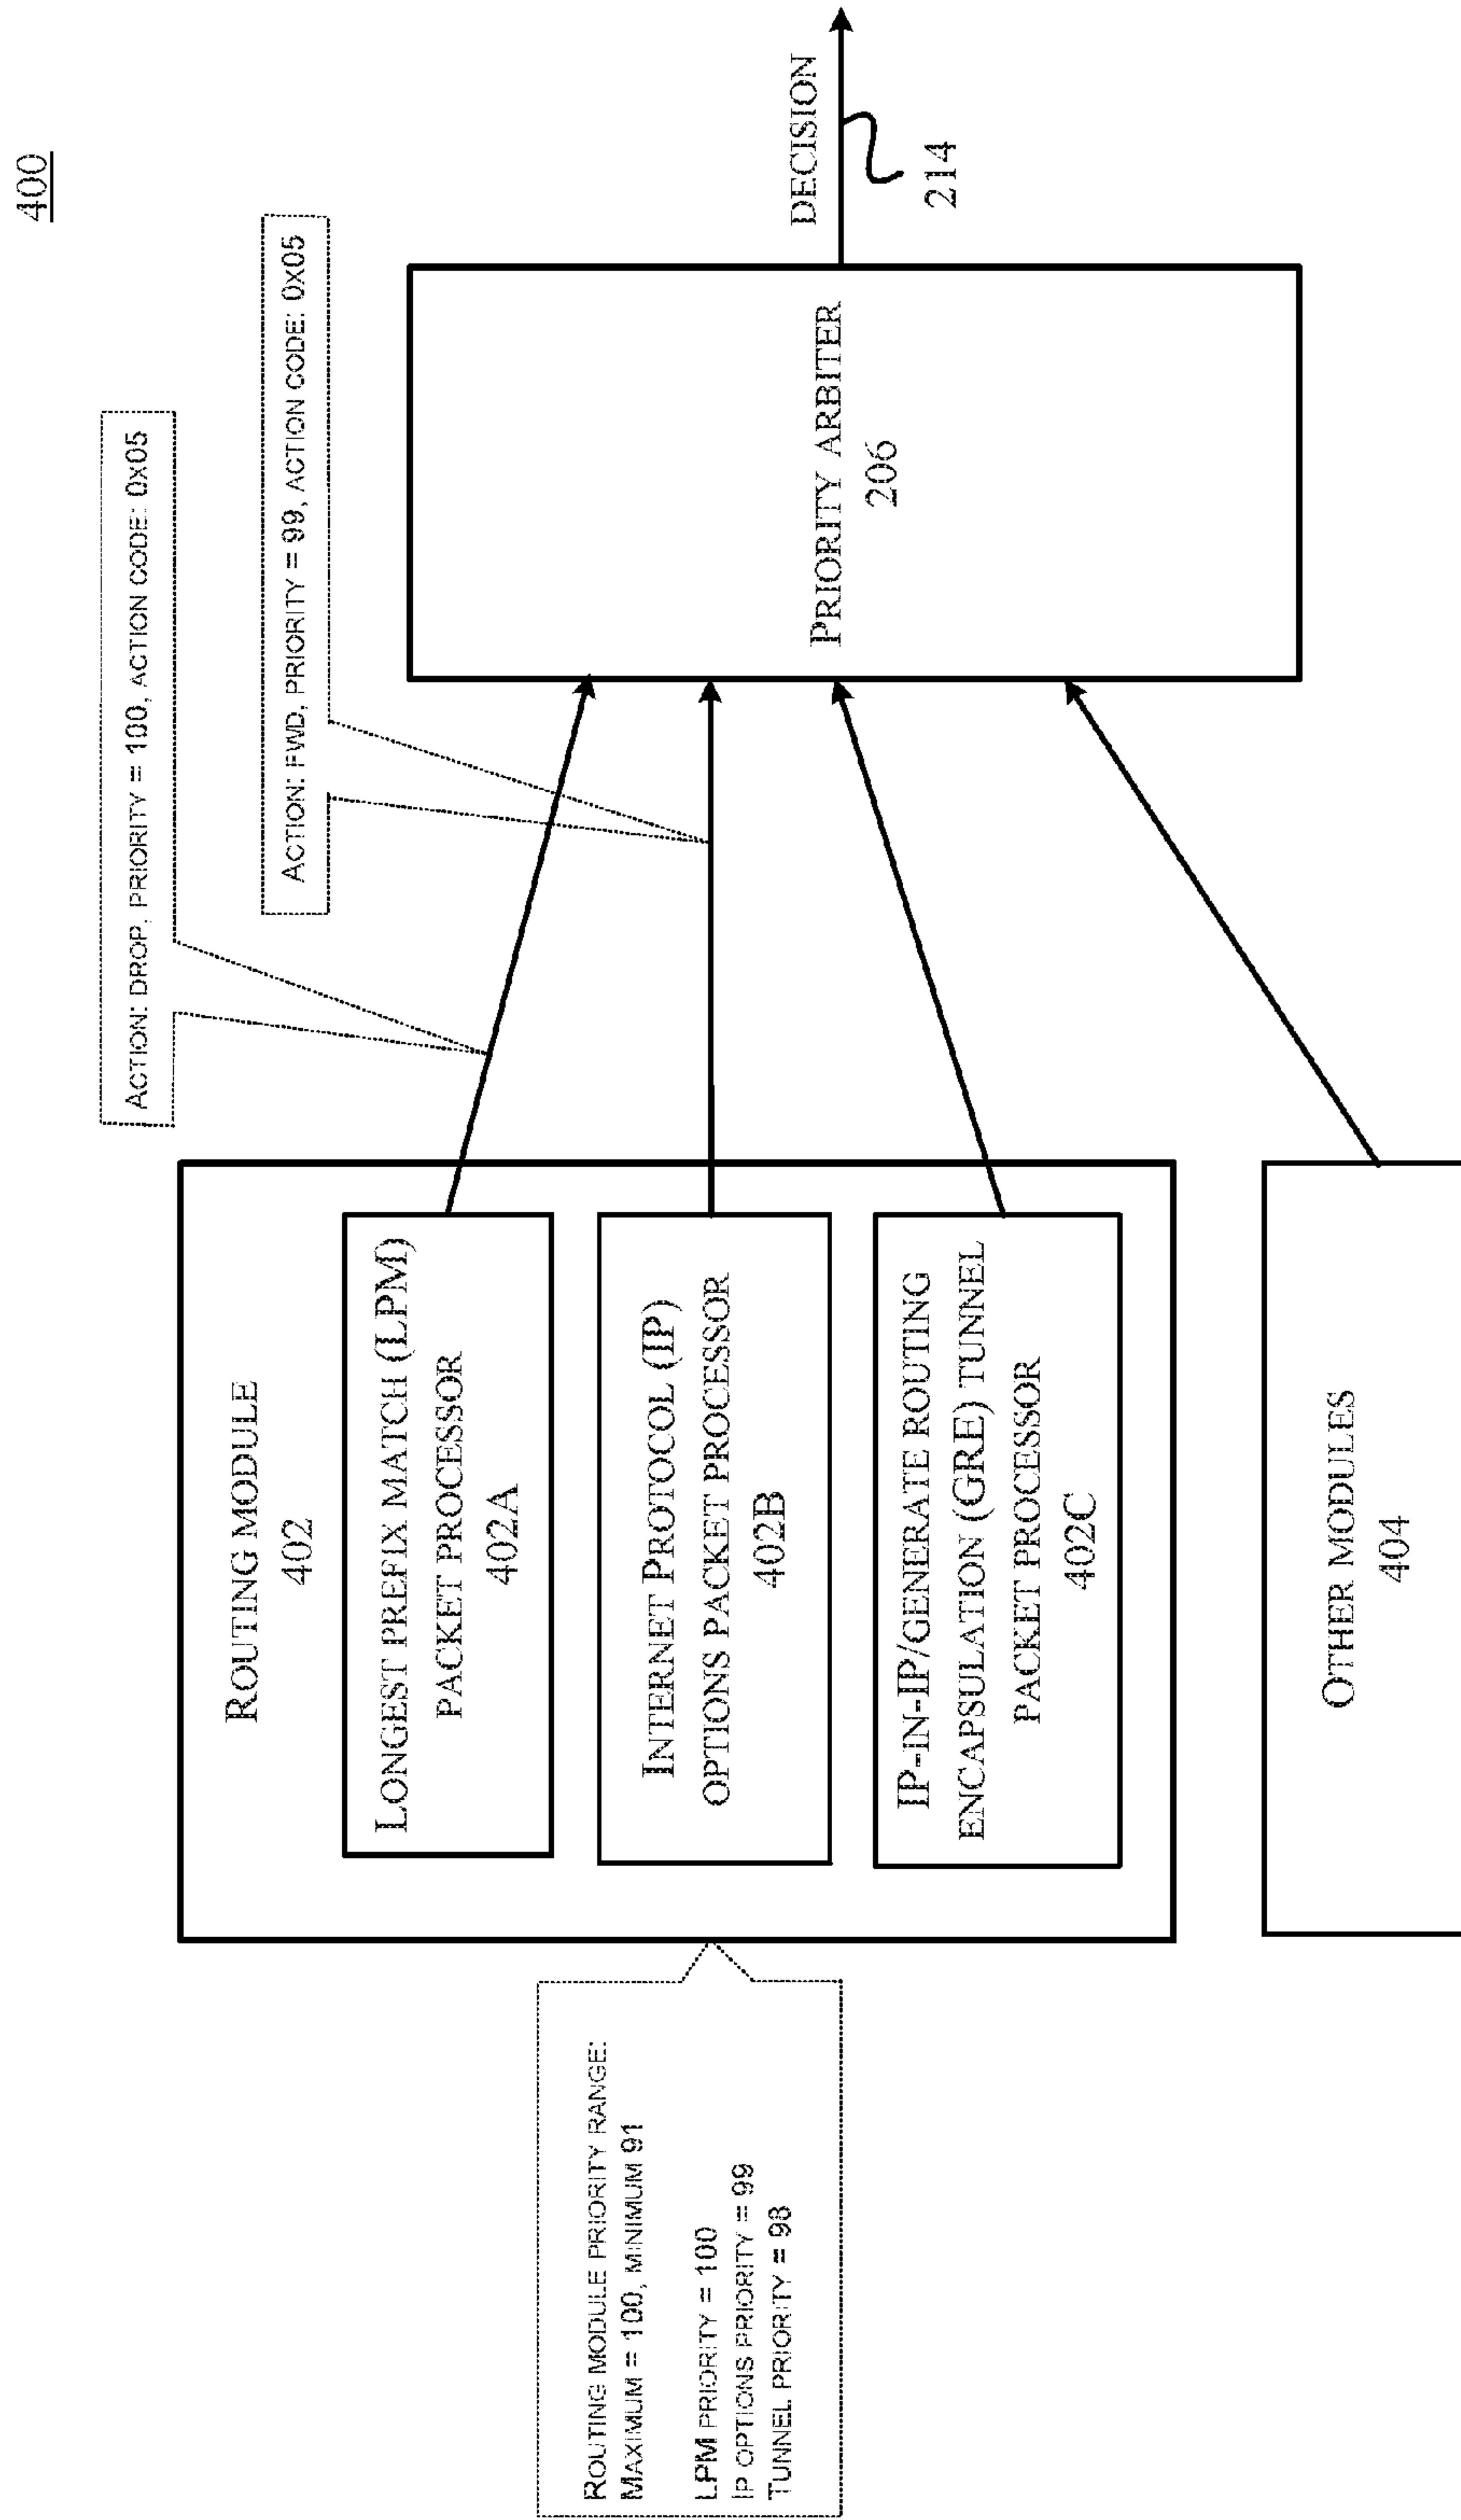 400
ACTION: DROP, PRIORITY = 100, ACTION CODE: 0x05
ACTION: FWD, PRIORITY = 99, ACTION CODE: 0x05
ROUTING MODULE
402
LONGEST PREFIX MATCH (LPM)
PACKET PROCESSOR
402A
INTERNET PROTOCOL (IP)
OPTIONS PACKET PROCESSOR
402B
IP-IN-IP/GENERATE ROUTING
ENCAPSULATION (GRE) TUNNEL
PACKET PROCESSOR
402C
OTHER MODULES
404
PRIORITY ARBITER
206
DECISION
214
ROUTING MODULE PRIORITY RANGE:
MAXIMUM = 100, MINIMUM 91
LPM PRIORITY = 100
IP OPTIONS PRIORITY = 99
TUNNEL PRIORITY = 98